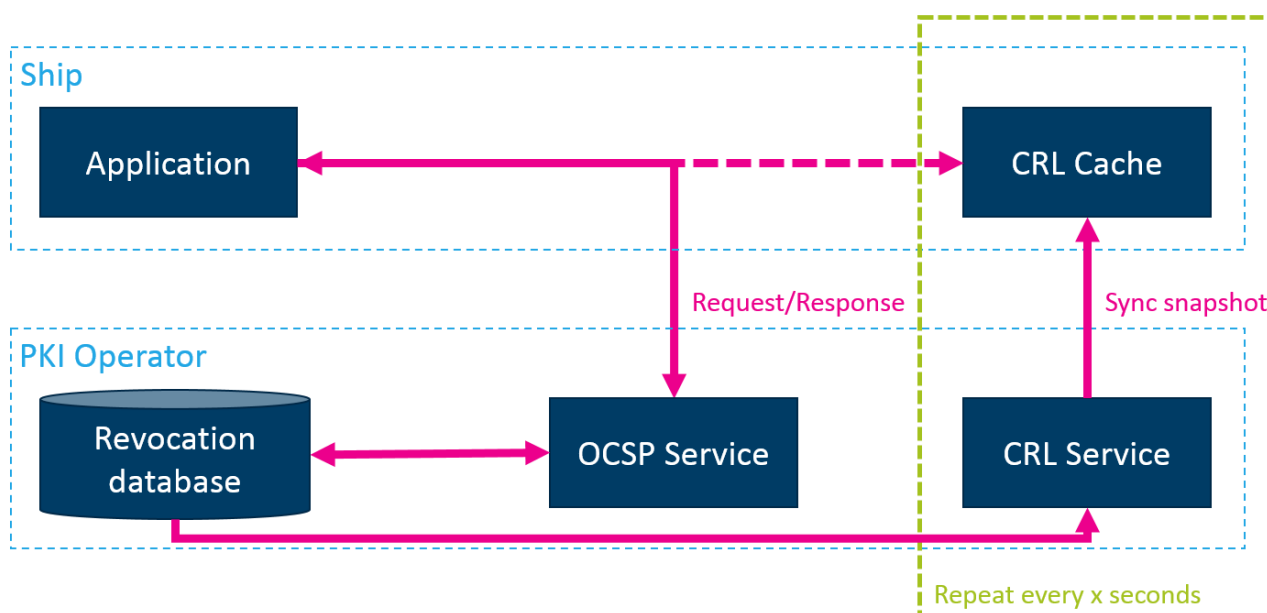 Ship
Application
CRL Cache
Request/Response
Sync snapshot
PKI Operator
Revocation
database
OCSP Service
CRL Service
Repeat every x seconds